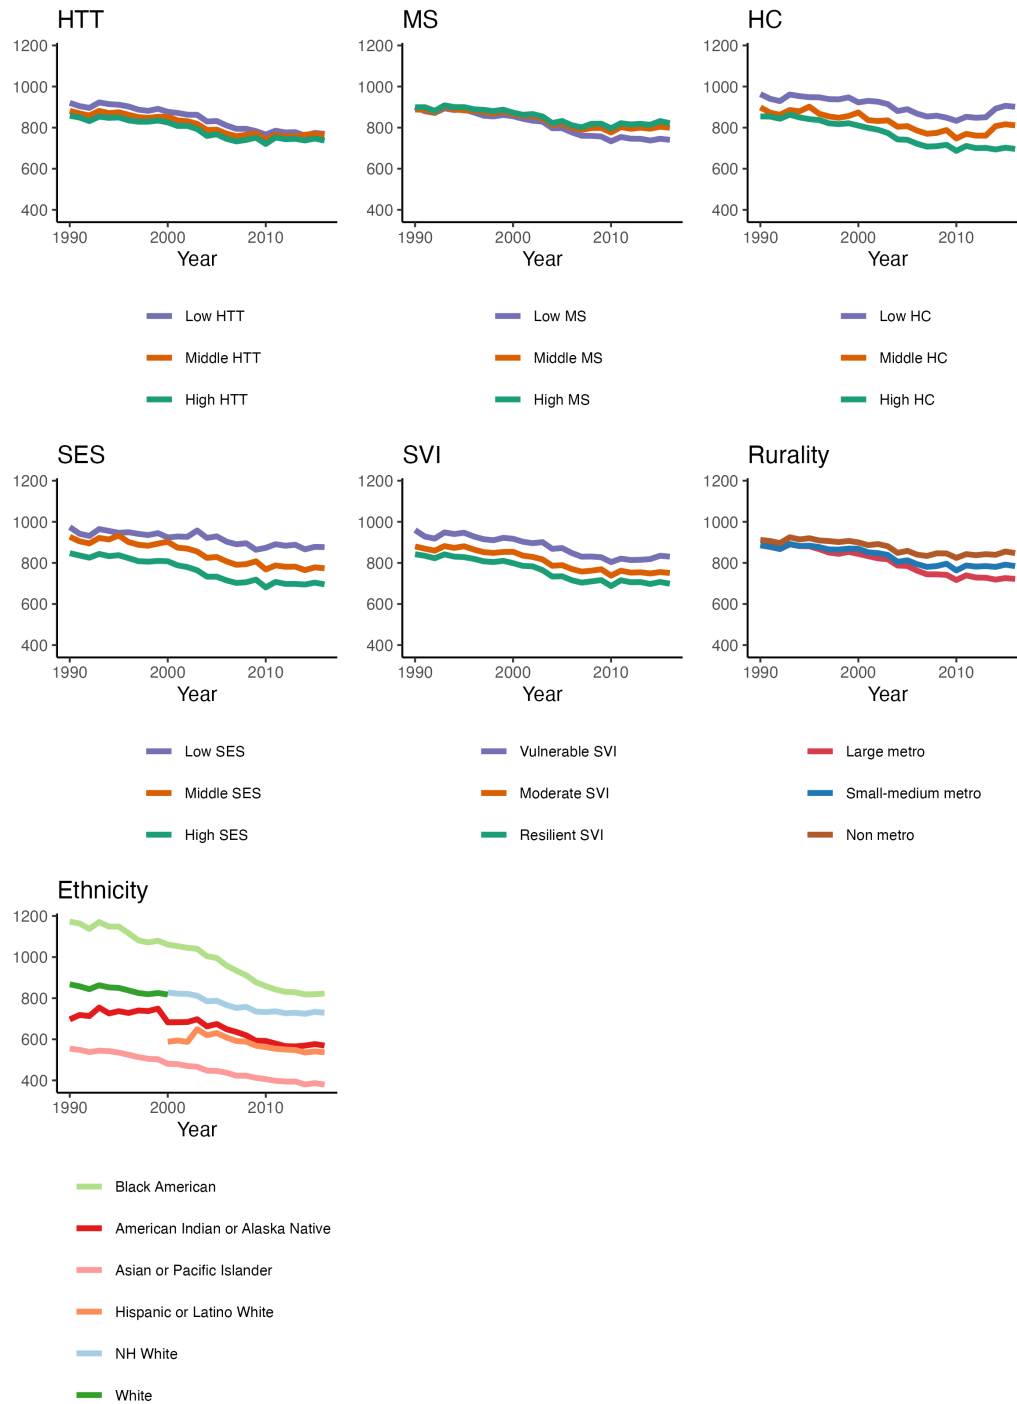 HTT
1200
1000
800
600
400
1990 2000 2010
Year
Low HTT
Middle HTT
High HTT
MS
1200
1000
800
600
400
1990 2000 2010
Year
Low MS
Middle MS
High MS
HC
1200
1000
800
600
400
1990 2000 2010
Year
Low HC
Middle HC
High HC
SES
1200
1000
800
600
400
1990 2000 2010
Year
Low SES
Middle SES
High SES
SVI
1200
1000
800
600
400
1990 2000 2010
Year
Vulnerable SVI
Moderate SVI
Resilient SVI
Rurality
1200
1000
800
600
400
1990 2000 2010
Year
Large metro
Small-medium metro
Non metro
Ethnicity
1200
1000
800
600
400
1990 2000 2010
Year
Black American
American Indian or Alaska Native
Asian or Pacific Islander
Hispanic or Latino White
NH White
White